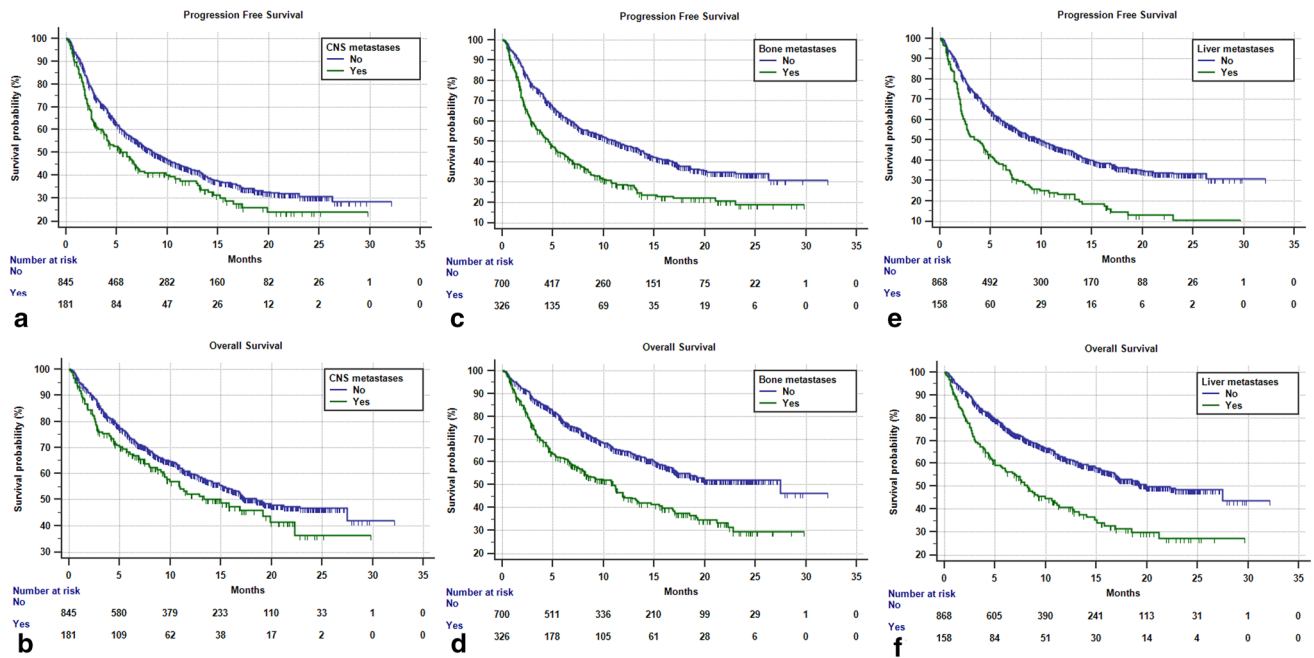 Progression Free Survival
Survival probability (%)
100
90
80
70
60
50
40
30
20
CNS metastases
No
Yes
0 5 10 15 20 25 30 35
Months
Number at risk
No
845 468 282 160 82 26 1 0
Yes
181 84 47 26 12 2 0 0
a
Progression Free Survival
Survival probability (%)
100
90
80
70
60
50
40
30
20
10
Bone metastases
No
Yes
0 5 10 15 20 25 30 35
Months
Number at risk
No
700 417 260 151 75 22 1 0
Yes
326 135 69 35 19 6 0 0
c
Progression Free Survival
Survival probability (%)
100
90
80
70
60
50
40
30
20
10
Liver metastases
No
Yes
0 5 10 15 20 25 30 35
Months
Number at risk
No
868 492 300 170 88 26 1 0
Yes
158 60 29 16 6 2 0 0
e
Overall Survival
Survival probability (%)
100
90
80
70
60
50
40
30
CNS metastases
No
Yes
0 5 10 15 20 25 30 35
Months
Number at risk
No
845 580 379 233 110 33 1 0
Yes
181 109 62 38 17 2 0 0
b
Overall Survival
Survival probability (%)
100
90
80
70
60
50
40
30
20
Bone metastases
No
Yes
0 5 10 15 20 25 30 35
Months
Number at risk
No
700 511 336 210 99 29 1 0
Yes
326 178 105 61 28 6 0 0
d
Overall Survival
Survival probability (%)
100
90
80
70
60
50
40
30
20
Liver metastases
No
Yes
0 5 10 15 20 25 30 35
Months
Number at risk
No
868 605 390 241 113 31 1 0
Yes
158 84 51 30 14 4 0 0
f